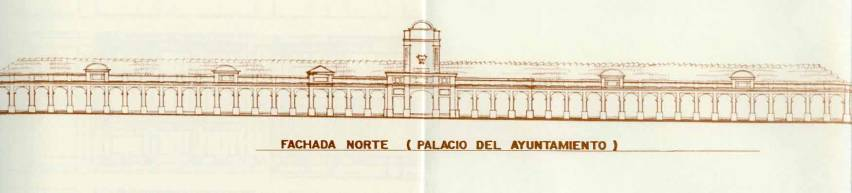 FACHADA NORTE ( PALACIO DEL AYUNTAMIENTO )